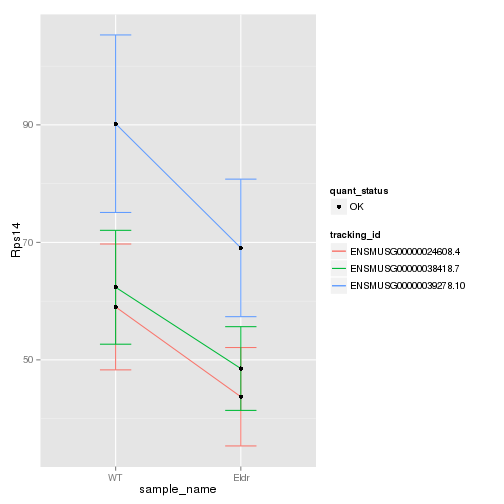 90
70
50
Rps14
WT
Eldr
sample_name
quant_status
OK
tracking_id
ENSMUSG00000024608.4
ENSMUSG00000038418.7
ENSMUSG00000039278.10